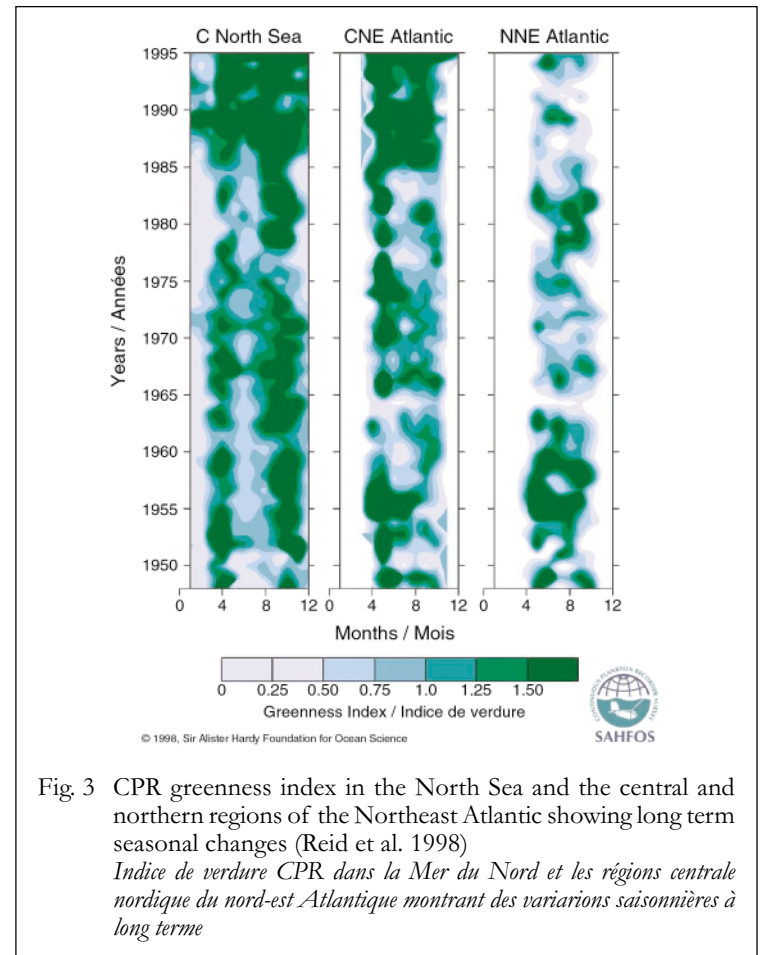 C North Sea CNE Atlantic NNE Atlantic
1995
1990
1985
1980
1975
1970
1965
1960
1955
1950
Years / Années
0 4 8 12 0 4 8 12 0 4 8 12
Months / Mois
0 0.25 0.50 0.75 1.0 1.25 1.50
Greenness Index / Indice de verdure
CONTINUOUS PLANKTON RECORDER SURVEY
SAHFOS
© 1998, Sir Alister Hardy Foundation for Ocean Science
Fig. 3 CPR greenness index in the North Sea and the central and
northern regions of the Northeast Atlantic showing long term
seasonal changes (Reid et al. 1998)
Indice de verdure CPR dans la Mer du Nord et les régions centrale
nordique du nord-est Atlantique montrant des variarions saisonnières à
long terme